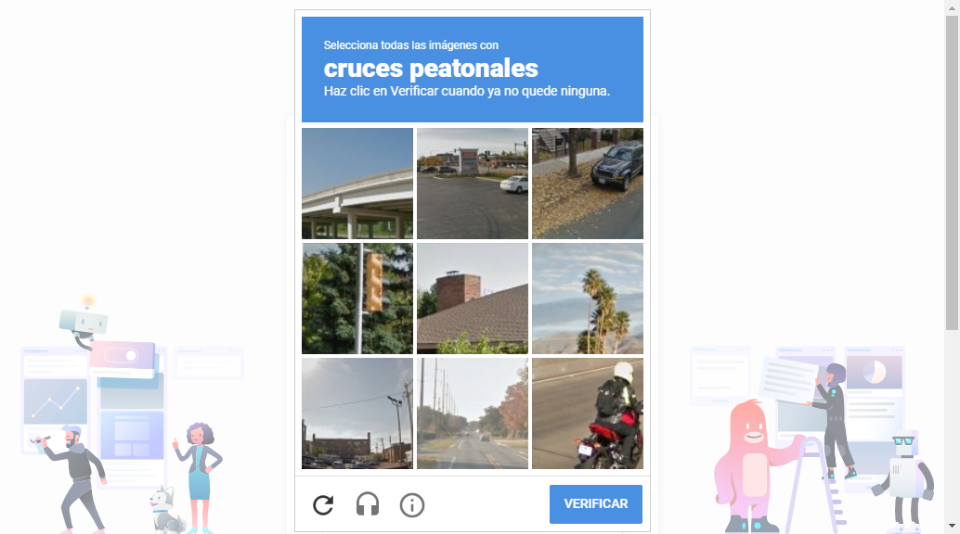 Selecciona todas las imágenes con
cruces peatonales
Haz clic en Verificar cuando ya no quede ninguna.
VERIFICAR